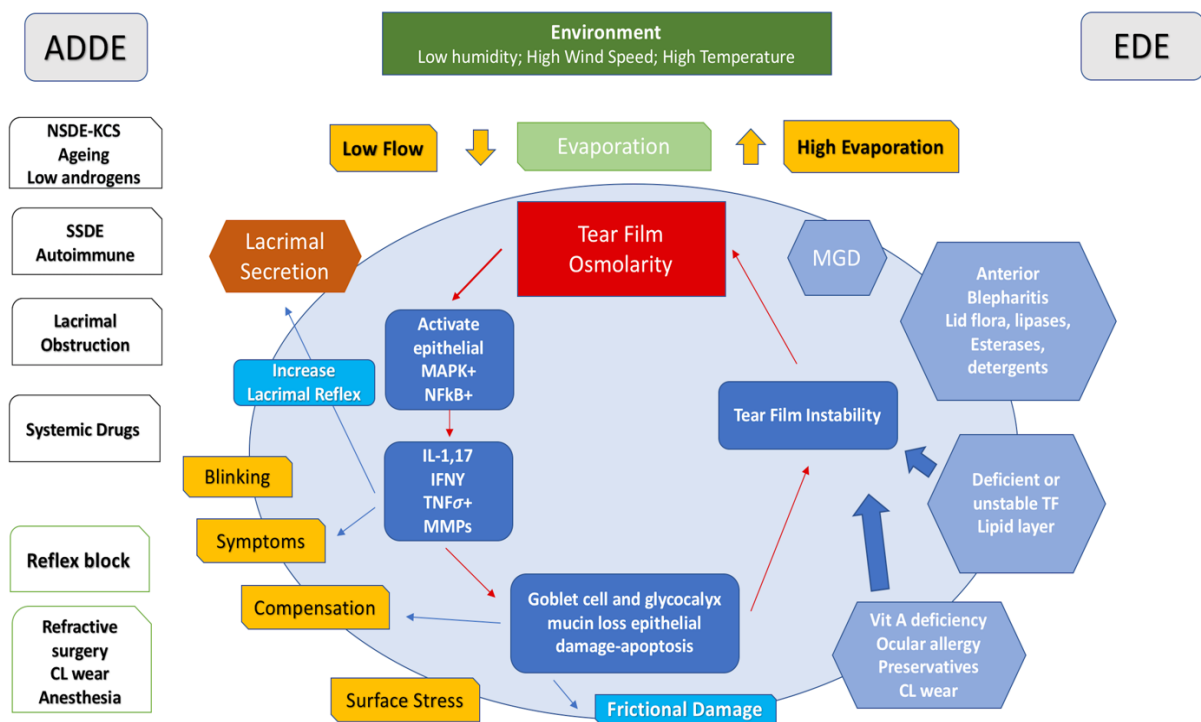 ADDE
Environment
Low humidity; High Wind Speed; High Temperature
EDE
NSDE-KCS
Ageing
Low androgens
SSDE
Autoimmune
Lacrimal
Obstruction
Systemic Drugs
Reflex block
Refractive
surgery
CL wear
Anesthesia
Low Flow
Evaporation
High Evaporation
Lacrimal
Secretion
Tear Film
Osmolarity
MGD
Anterior
Blepharitis
Lid flora, lipases,
Esterases,
detergents
Activate
epithelial
MAPK+
NFkB+
Increase
Lacrimal Reflex
Tear Film Instability
IL-1,17
IFNY
TNFσ+
MMPs
Blinking
Symptoms
Compensation
Surface Stress
Deficient or
unstable TF
Lipid layer
Goblet cell and glycocalyx
mucin loss epithelial
damage-apoptosis
Vit A deficiency
Ocular allergy
Preservatives
CL wear
Frictional Damage